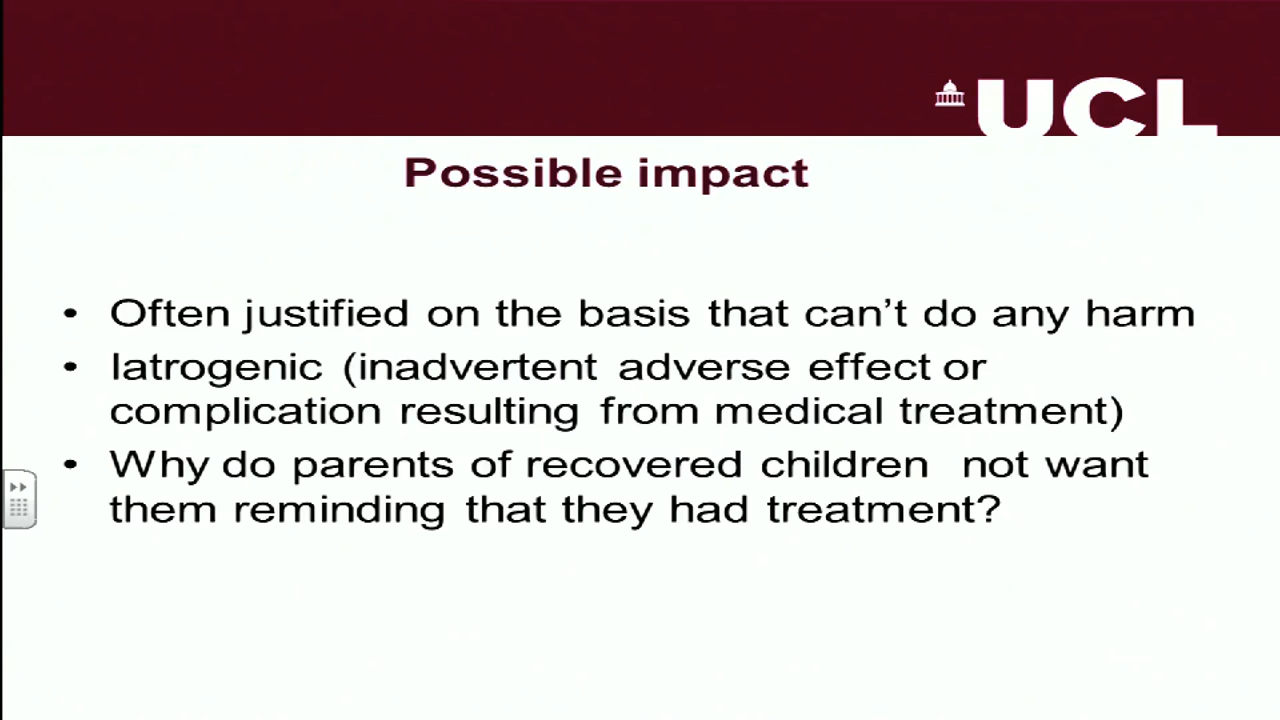 UCL
Possible impact
• Often justified on the basis that can't do any harm
• Iatrogenic (inadvertent adverse effect or
complication resulting from medical treatment)
• Why do parents of recovered children not want
them reminding that they had treatment?